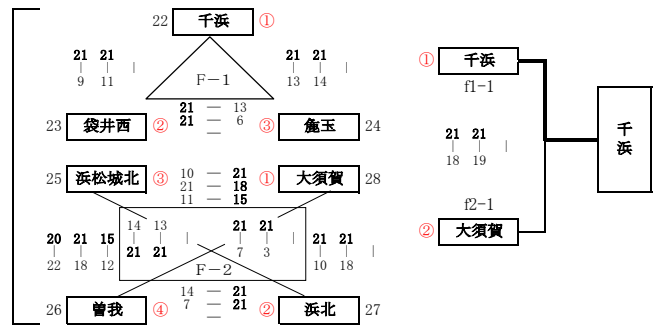 22 千浜 ①
21 21
9 11
21 21
13 14
F－1
23 袋井西 ②
21 — 13
21 — 6
—
③ 麁玉 24
25 浜松城北 ③
10 — 21
21 — 18
11 — 15
① 大須賀 28
20 21 15
22 18 12
14 13
21 21
21 21
7 3
21 21
10 18
F－2
26 曽我 ④
14 — 21
7 — 21
—
② 浜北 27
① 千浜
f1-1
21 21
18 19
f2-1
② 大須賀
千浜